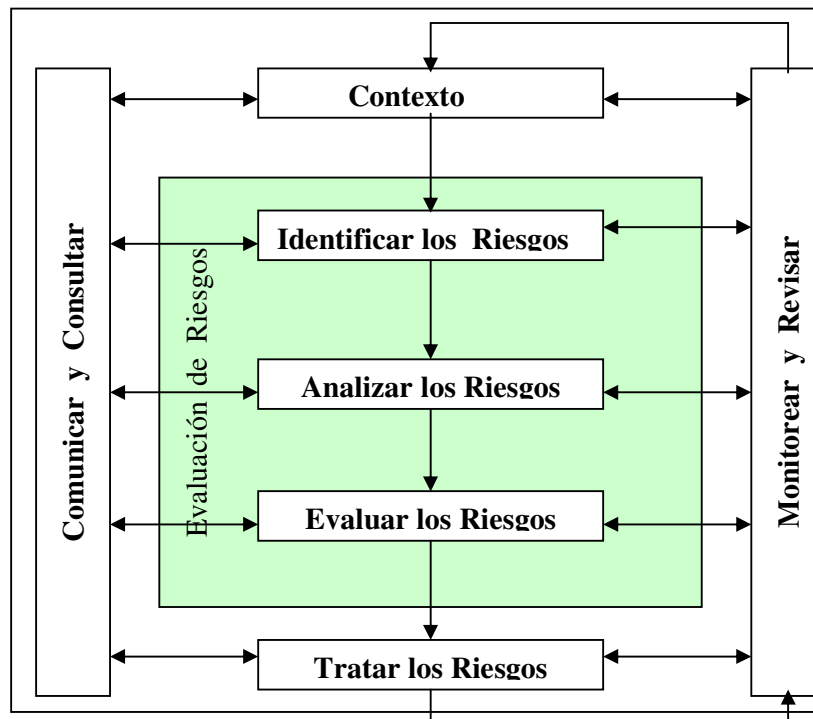 Contexto
Comunicar y Consultar
Evaluación de Riesgos
Identificar los Riesgos
Analizar los Riesgos
Evaluar los Riesgos
Tratar los Riesgos
Monitorear y Revisar